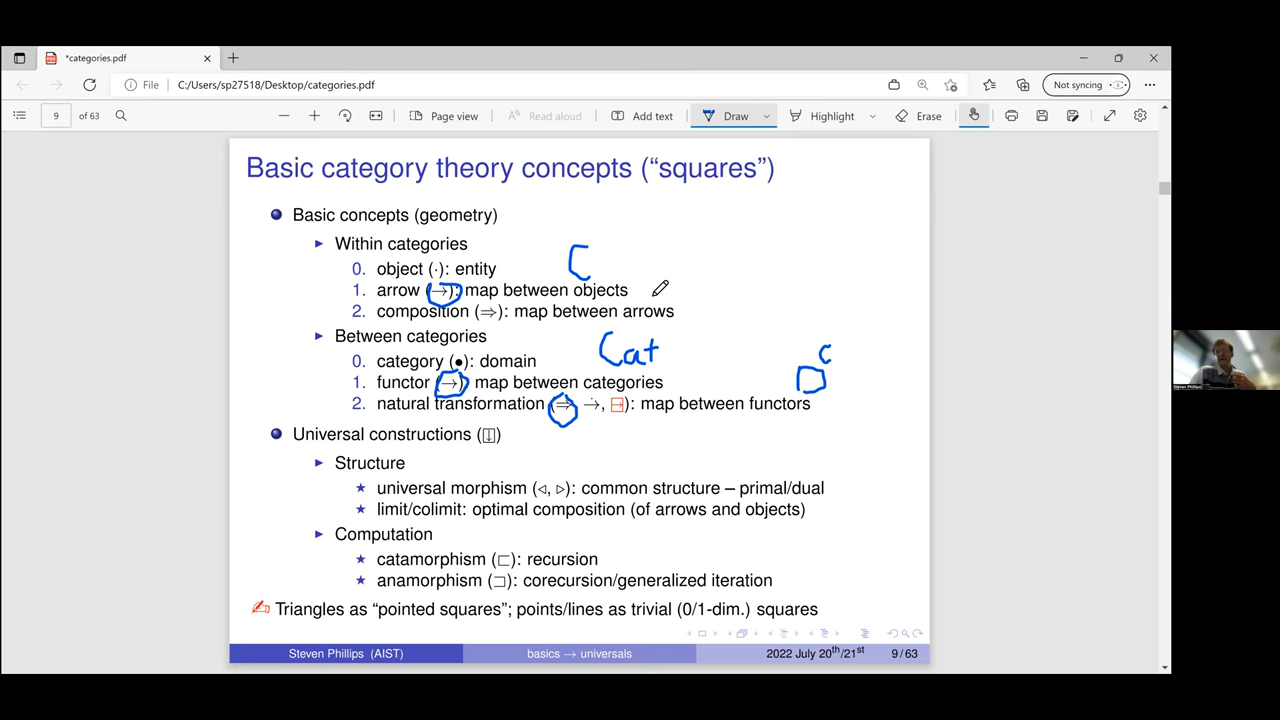 *categories.pdf
File C:/Users/sp27518/Desktop/categories.pdf Not syncing
9 of 63 Page view Read aloud Add text Draw Highlight Erase
Basic category theory concepts (“squares”)
Basic concepts (geometry)
Within categories
0. object (·): entity
C
1. arrow (→): map between objects
2. composition (⇒): map between arrows
Between categories
Cat
0. category (●): domain
C
1. functor (→) map between categories
2. natural transformation (⇒ →̇, ): map between functors
Universal constructions ()
Structure
universal morphism (◃, ▹): common structure – primal/dual
limit/colimit: optimal composition (of arrows and objects)
Computation
catamorphism (⊏): recursion
anamorphism (⊐): corecursion/generalized iteration
✍ Triangles as “pointed squares”; points/lines as trivial (0/1-dim.) squares
Steven Phillips (AIST) basics → universals 2022 July 20th/21st 9 / 63
Steven Phillips